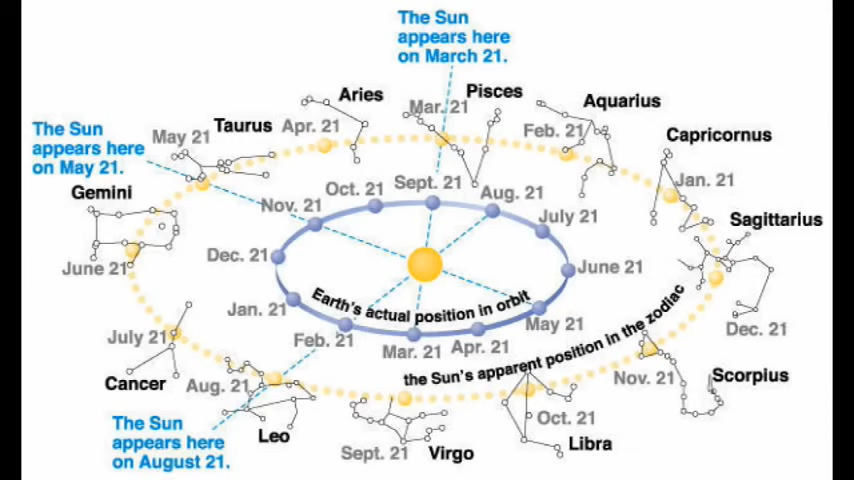 The Sun
appears here
on March 21.
Aries
Pisces
Mar. 21
Aquarius
The Sun
appears here
on May 21.
May 21
Taurus
Apr. 21
Feb. 21
Capricornus
Gemini
Jan. 21
Sagittarius
Nov. 21
Oct. 21
Sept. 21
Aug. 21
July 21
June 21
Dec. 21
June 21
Jan. 21
Earth's actual position in orbit
May 21
Feb. 21
Mar. 21
Apr. 21
the Sun's apparent position in the zodiac
Dec. 21
July 21
Cancer
Aug. 21
Nov. 21
Scorpius
The Sun
appears here
on August 21.
Leo
Sept. 21
Virgo
Oct. 21
Libra